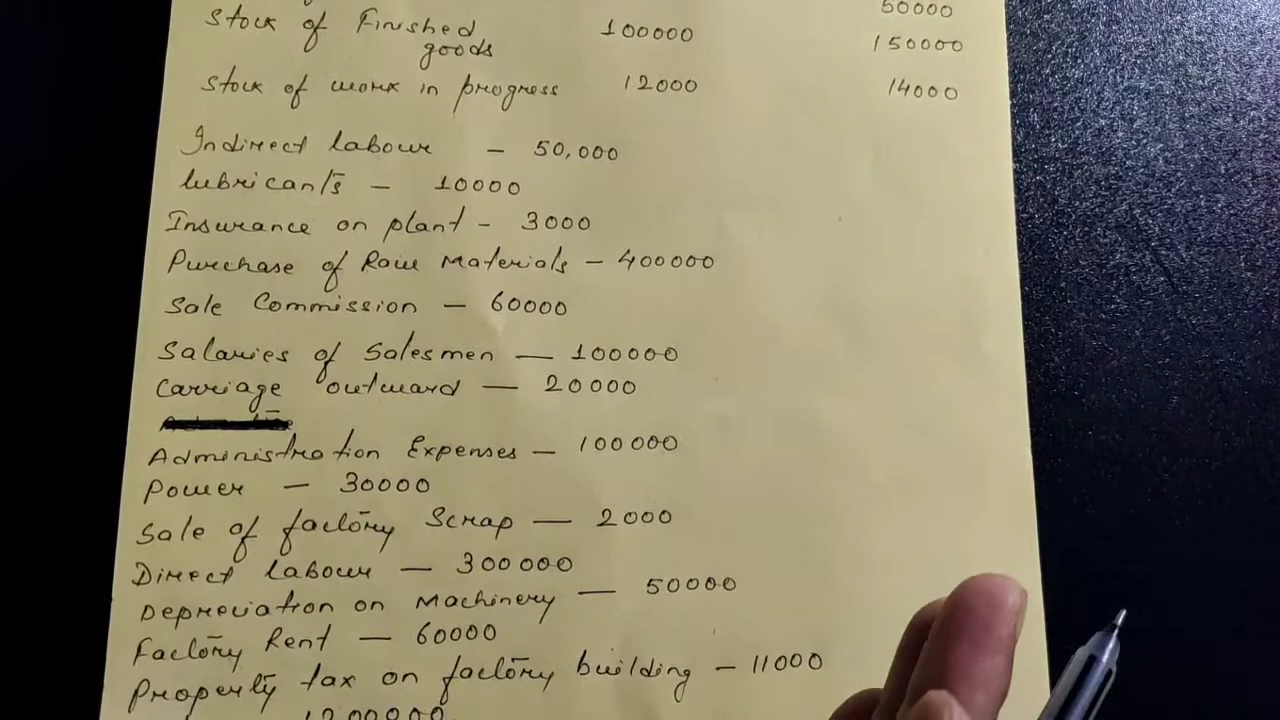 50000
Stock of Finished goods 100000 150000
Stock of work in progress 12000 14000
Indirect labour - 50,000
lubricants - 10000
Insurance on plant - 3000
Purchase of Raw Materials - 400000
Sale Commission - 60000
Salaries of Salesmen - 100000
Carriage outward - 20000
Administration Expenses - 100000
Power - 30000
Sale of factory Scrap - 2000
Direct labour - 300000
Depreciation on Machinery - 50000
Factory Rent - 60000
Property tax on factory building - 11000
1200000